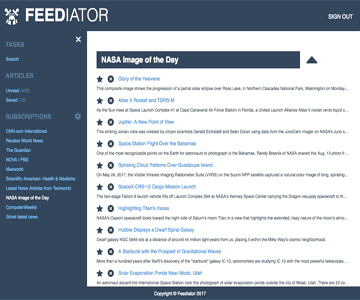 FEEDIATOR
SIGN OUT
x
TASKS
Search
ARTICLES
Unread
Saved
SUBSCRIPTIONS
CNN.com International
Reuters World News
The Guardian
NOVA | PBS
Macworld
Scientific American: Health & Medicine
Latest News Articles from Techworld
NASA Image of the Day
ComputerWeekly
Zdnet latest news
NASA Image of the Day
Glory of the Heavens
This composite image shows the progression of a partial solar eclipse over Ross Lake, in Northern Cascades National Park, Washington on Monday...
Atlas V Rocket and TDRS-M
As the Sun rises at Space Launch Complex 41 at Cape Canaveral Air Force Station in Florida, a United Launch Alliance Atlas V rocket
Jupiter: A New Point of View
This striking Jovian vista was created by citizen scientists Gerald Eichstädt and Seán Doran using data from the JunoCam imager on NASA's
Space Station Flight Over the Bahamas
One of the most recognizable points on the Earth for astronauts to photograph is the Bahamas. Randy Bresnik of NASA shared this Aug. 13 photo
Spiraling Cloud Patterns Over Guadalupe Island
On May 24, 2017, the Visible Infrared Imaging Radiometer Suite (VIIRS) on the Suomi NPP satellite captured a natural-color image of long, spiraling
SpaceX CRS-12 Cargo Mission Launch
The two-stage Falcon 9 launch vehicle lifts off Launch Complex 39A at NASA's Kennedy Space Center carrying the Dragon resupply spacecraft to
Highlighting Titan's Hazes
NASA's Cassini spacecraft looks toward the night side of Saturn's moon Titan in a view that highlights the extended, hazy nature of the moon's
Hubble Displays a Dwarf Spiral Galaxy
Dwarf galaxy NGC 5949 sits at a distance of around 44 million light-years from us, placing it within the Milky Way's cosmic neighborhood.
A Starburst with the Prospect of Gravitational Waves
More than a hundred years after Swift's discovery of the "starburst" galaxy IC 10, astronomers are studying IC 10 with the most powerful telescopes
Solar Evaporation Ponds Near Moab, Utah
An astronaut aboard the International Space Station took this photograph of solar evaporation ponds outside the city of Moab, Utah. There are 23
Copyright © Feediator 2017